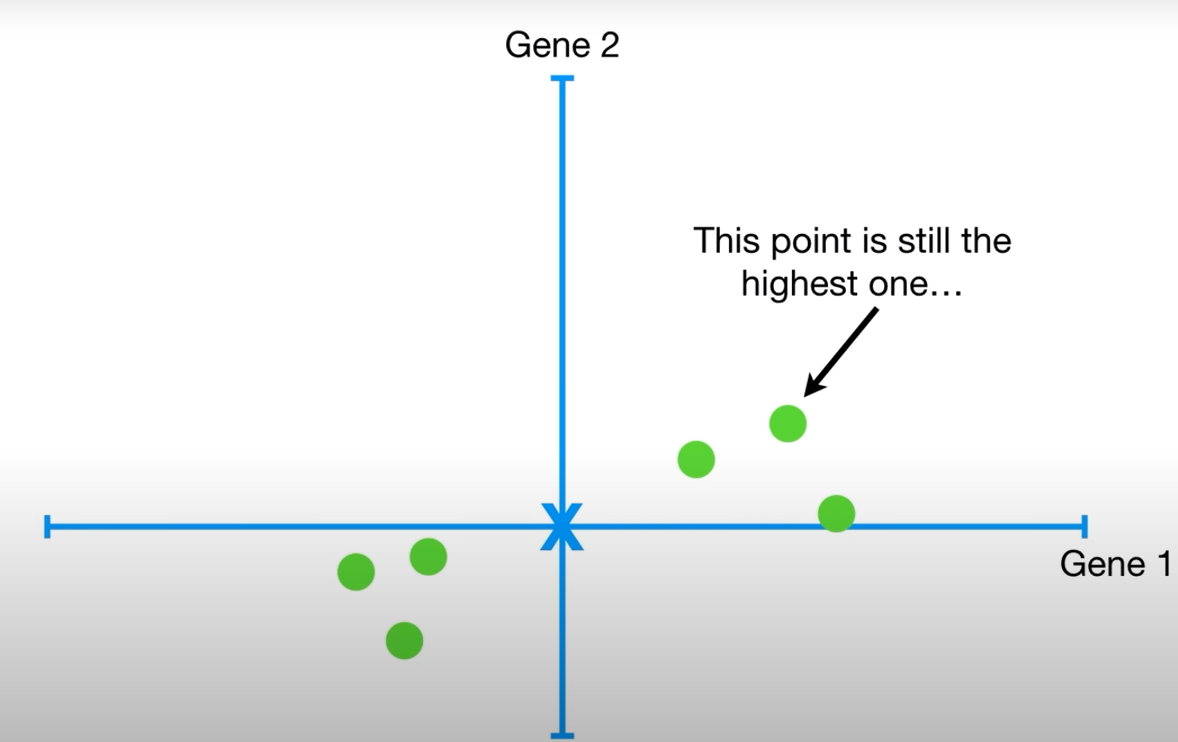 Gene 2
This point is still the
highest one…
Gene 1